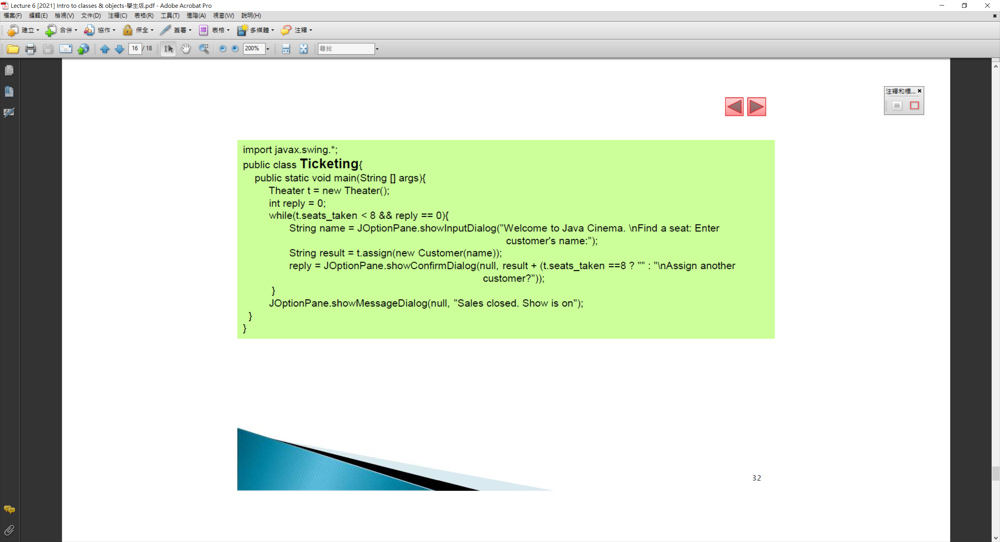 Lecture 6 [2021] Intro to classes & objects-學生版.pdf - Adobe Acrobat Pro
檔案(F) 編輯(E) 檢視(V) 文件(D) 注釋(C) 表格(R) 工具(T) 進階(A) 視窗(W) 說明(H)
建立 合併 協作 保全 簽署 表格 多媒體 注釋
16 / 18 200% 尋找
注釋和標...
import javax.swing.*;
public class Ticketing{
public static void main(String [] args){
Theater t = new Theater();
int reply = 0;
while(t.seats_taken < 8 && reply == 0){
String name = JOptionPane.showInputDialog("Welcome to Java Cinema. \nFind a seat: Enter
customer's name:");
String result = t.assign(new Customer(name));
reply = JOptionPane.showConfirmDialog(null, result + (t.seats_taken ==8 ? "" : "\nAssign another
customer?"));
}
JOptionPane.showMessageDialog(null, "Sales closed. Show is on");
}
}
32